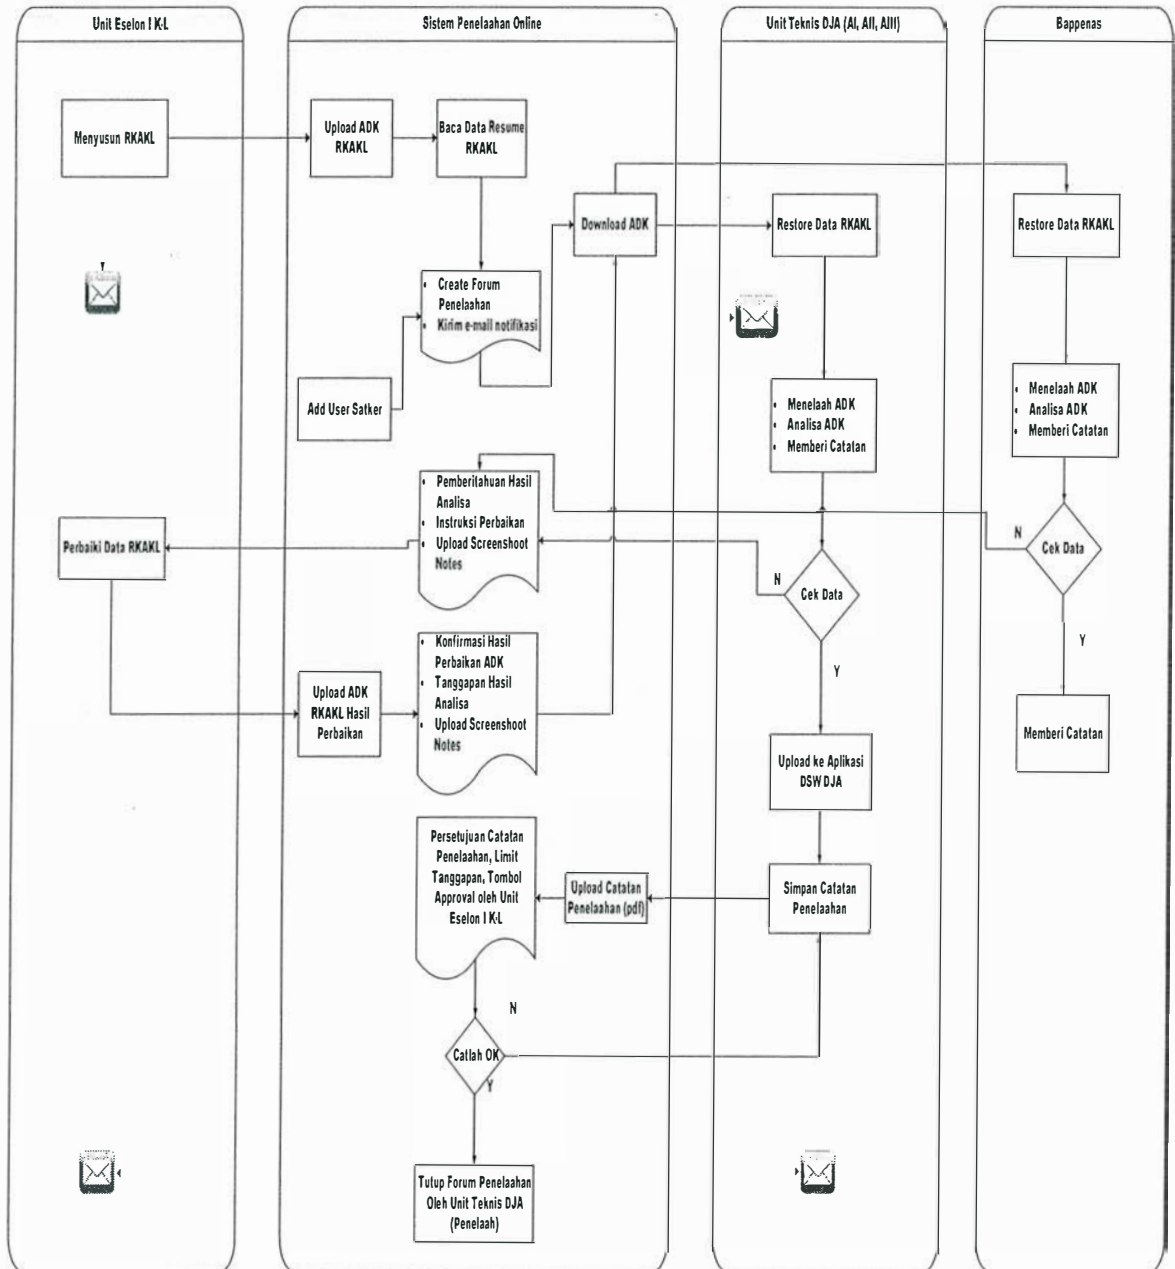 Unit Eselon I K-L
Sistem Penelaahan Online
Unit Teknis DJA (AI, AII, AIII)
Bappenas
Menyusun RKAKL
Upload ADK
RKAKL
Baca Data Resume
RKAKL
Download ADK
Restore Data RKAKL
Restore Data RKAKL
• Create Forum
Penelaahan
• Kirim e-mail notifikasi
Add User Satker
• Menelaah ADK
• Analisa ADK
• Memberi Catatan
• Menelaah ADK
• Analisa ADK
• Memberi Catatan
• Pemberitahuan Hasil
Analisa
• Instruksi Perbaikan
• Upload Screenshoot
Notes
Perbaiki Data RKAKL
N
Cek Data
Y
N
Cek Data
Y
• Konfirmasi Hasil
Perbaikan ADK
• Tanggapan Hasil
Analisa
• Upload Screenshoot
Notes
Upload ADK
RKAKL Hasil
Perbaikan
Memberi Catatan
Upload ke Aplikasi
DSW DJA
Persetujuan Catatan
Penelaahan, Limit
Tanggapan, Tombol
Approval oleh Unit
Eselon I K-L
Upload Catatan
Penelaahan (pdf)
Simpan Catatan
Penelaahan
N
Catlah OK
Y
Tutup Forum Penelaahan
Oleh Unit Teknis DJA
(Penelaah)